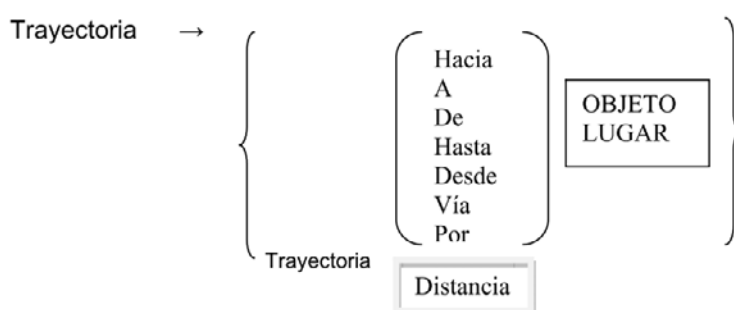 Trayectoria →
Hacia
A
De
Hasta
Desde
Vía
Por
OBJETO
LUGAR
Trayectoria
Distancia